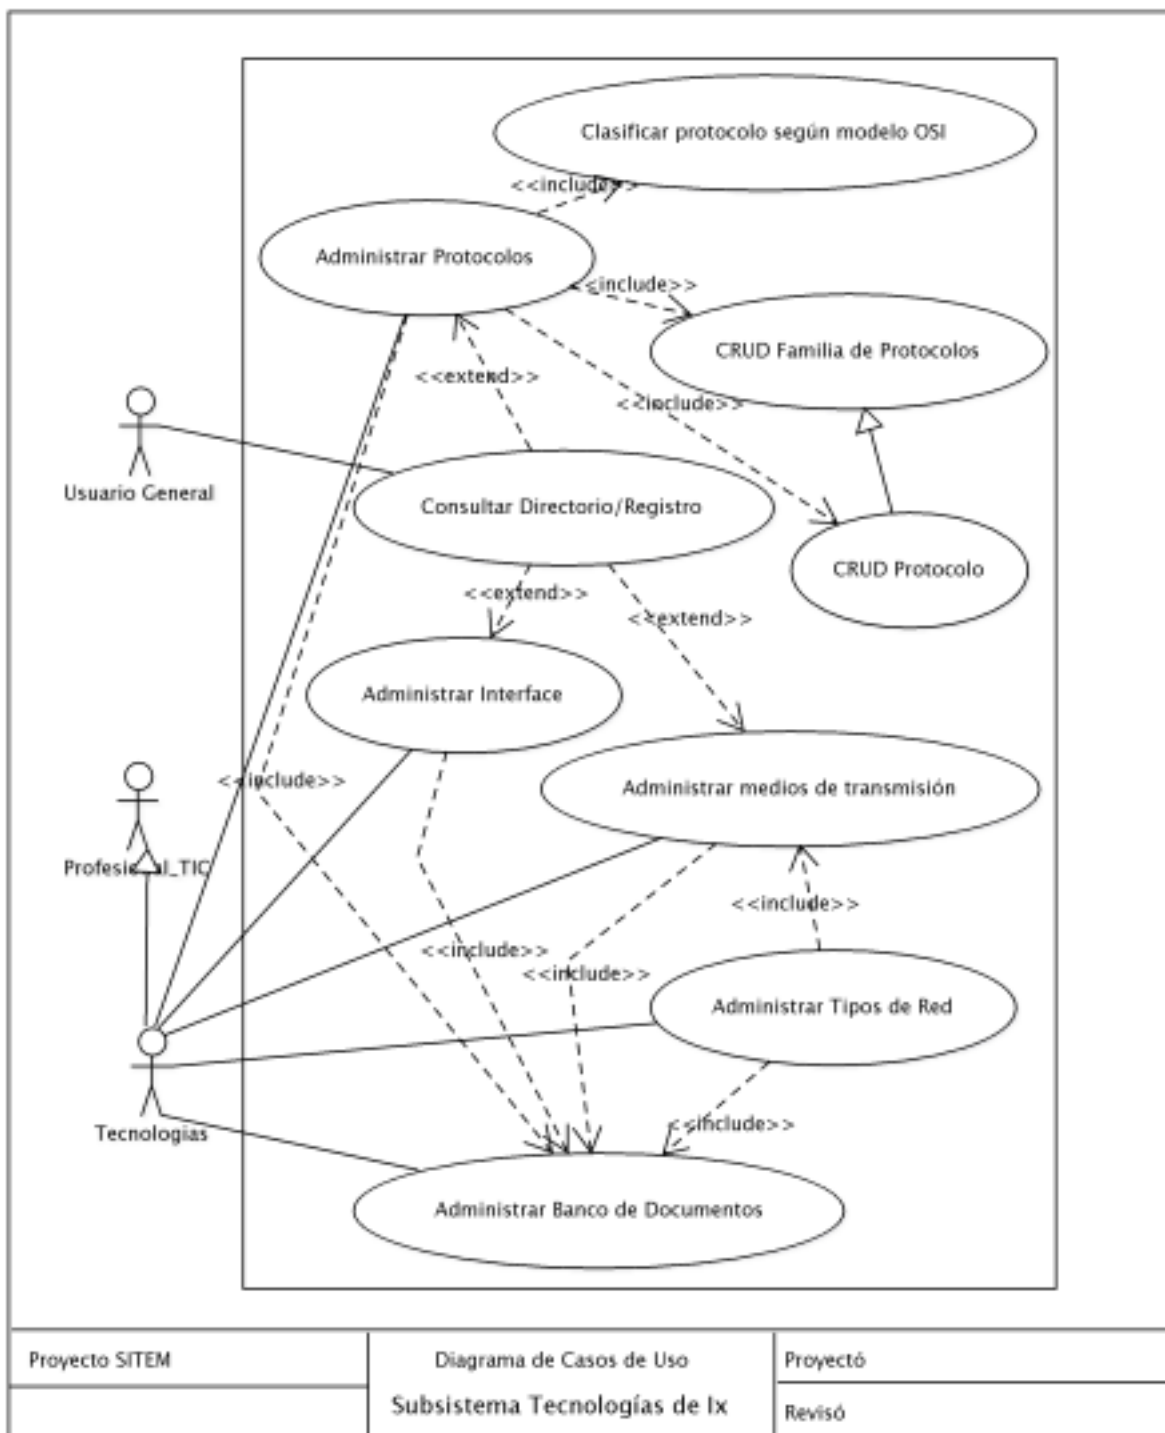 Clasificar protocolo según modelo OSI
<<include>>
Administrar Protocolos
<<include>>
CRUD Familia de Protocolos
<<extend>>
<<include>>
Usuario General
Consultar Directorio/Registro
CRUD Protocolo
<<extend>>
<<extend>>
Administrar Interface
<<include>>
Administrar medios de transmisión
Profesional_TIC
<<include>>
<<include>>
<<include>>
Administrar Tipos de Red
Tecnologias
<<include>>
Administrar Banco de Documentos
Proyecto SITEM
Diagrama de Casos de Uso
Proyectó
Subsistema Tecnologías de Ix
Revisó